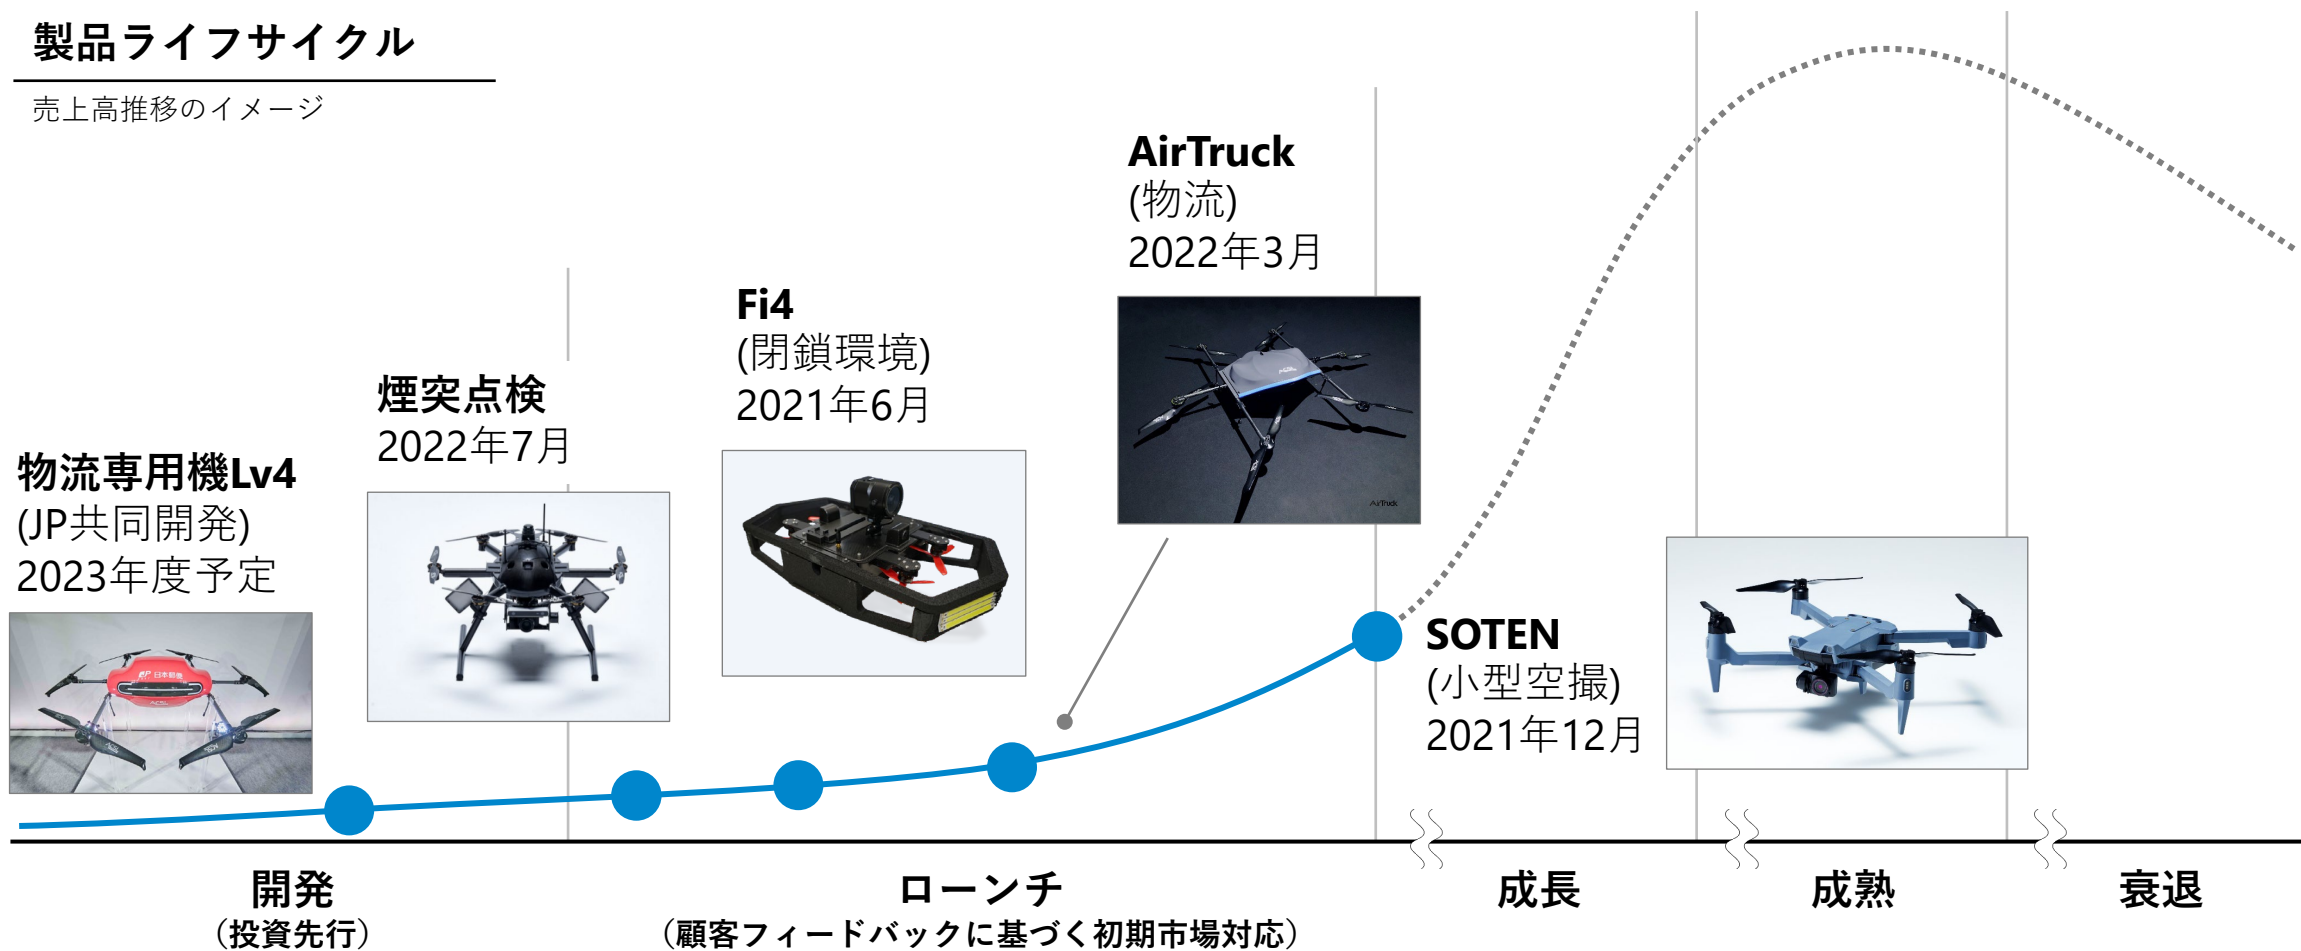 製品ライフサイクル
売上高推移のイメージ
AirTruck
(物流)
2022年3月
Fi4
(閉鎖環境)
2021年6月
煙突点検
2022年7月
物流専用機Lv4
(JP共同開発)
2023年度予定
JP 日本郵便
AirTruck
SOTEN
(小型空撮)
2021年12月
開発
(投資先行)
ローンチ
(顧客フィードバックに基づく初期市場対応)
成長
成熟
衰退